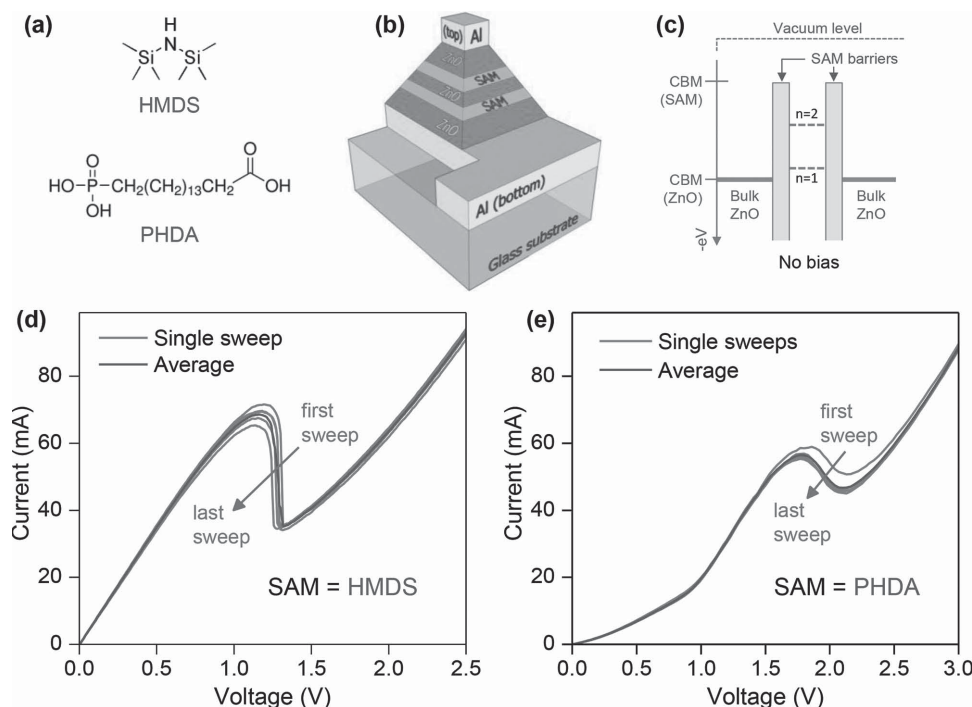 (a)
H
Si N Si
HMDS
O
HO-P-CH₂(CH₂)₁₃CH₂ OH
HO O
PHDA
(b)
(top) Al
ZnO
SAM
ZnO
SAM
ZnO
Al (bottom)
Glass substrate
(c)
Vacuum level
CBM
(SAM)
SAM barriers
n=2
n=1
CBM
(ZnO)
Bulk
ZnO
Bulk
ZnO
-eV
No bias
(d)
Single sweep
Average
first
sweep
last
sweep
SAM = HMDS
Current (mA)
80
60
40
20
0
0.0 0.5 1.0 1.5 2.0 2.5
Voltage (V)
(e)
Single sweeps
Average
first
sweep
last
sweep
SAM = PHDA
Current (mA)
80
60
40
20
0
0.0 0.5 1.0 1.5 2.0 2.5 3.0
Voltage (V)